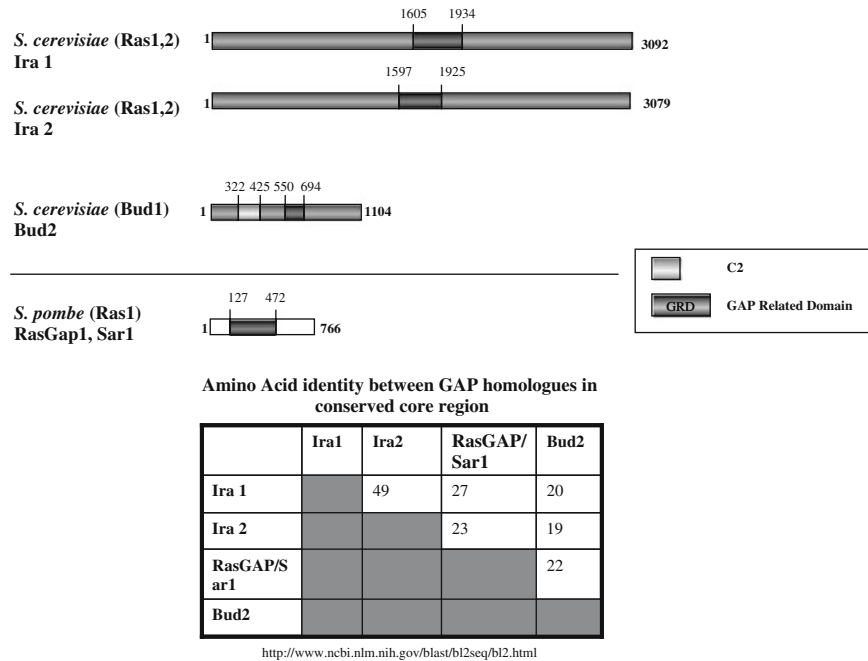 1605 1934
S. cerevisiae (Ras1,2)
Ira 1
1 3092
1597 1925
S. cerevisiae (Ras1,2)
Ira 2
1 3079
322 425 550 694
S. cerevisiae (Bud1)
Bud2
1 1104
C2
GRD GAP Related Domain
127 472
S. pombe (Ras1)
RasGap1, Sar1
1 766
Amino Acid identity between GAP homologues in
conserved core region
Ira1 Ira2 RasGAP/ Bud2
Sar1
Ira 1 49 27 20
Ira 2 23 19
RasGAP/S 22
ar1
Bud2
http://www.ncbi.nlm.nih.gov/blast/bl2seq/bl2.html